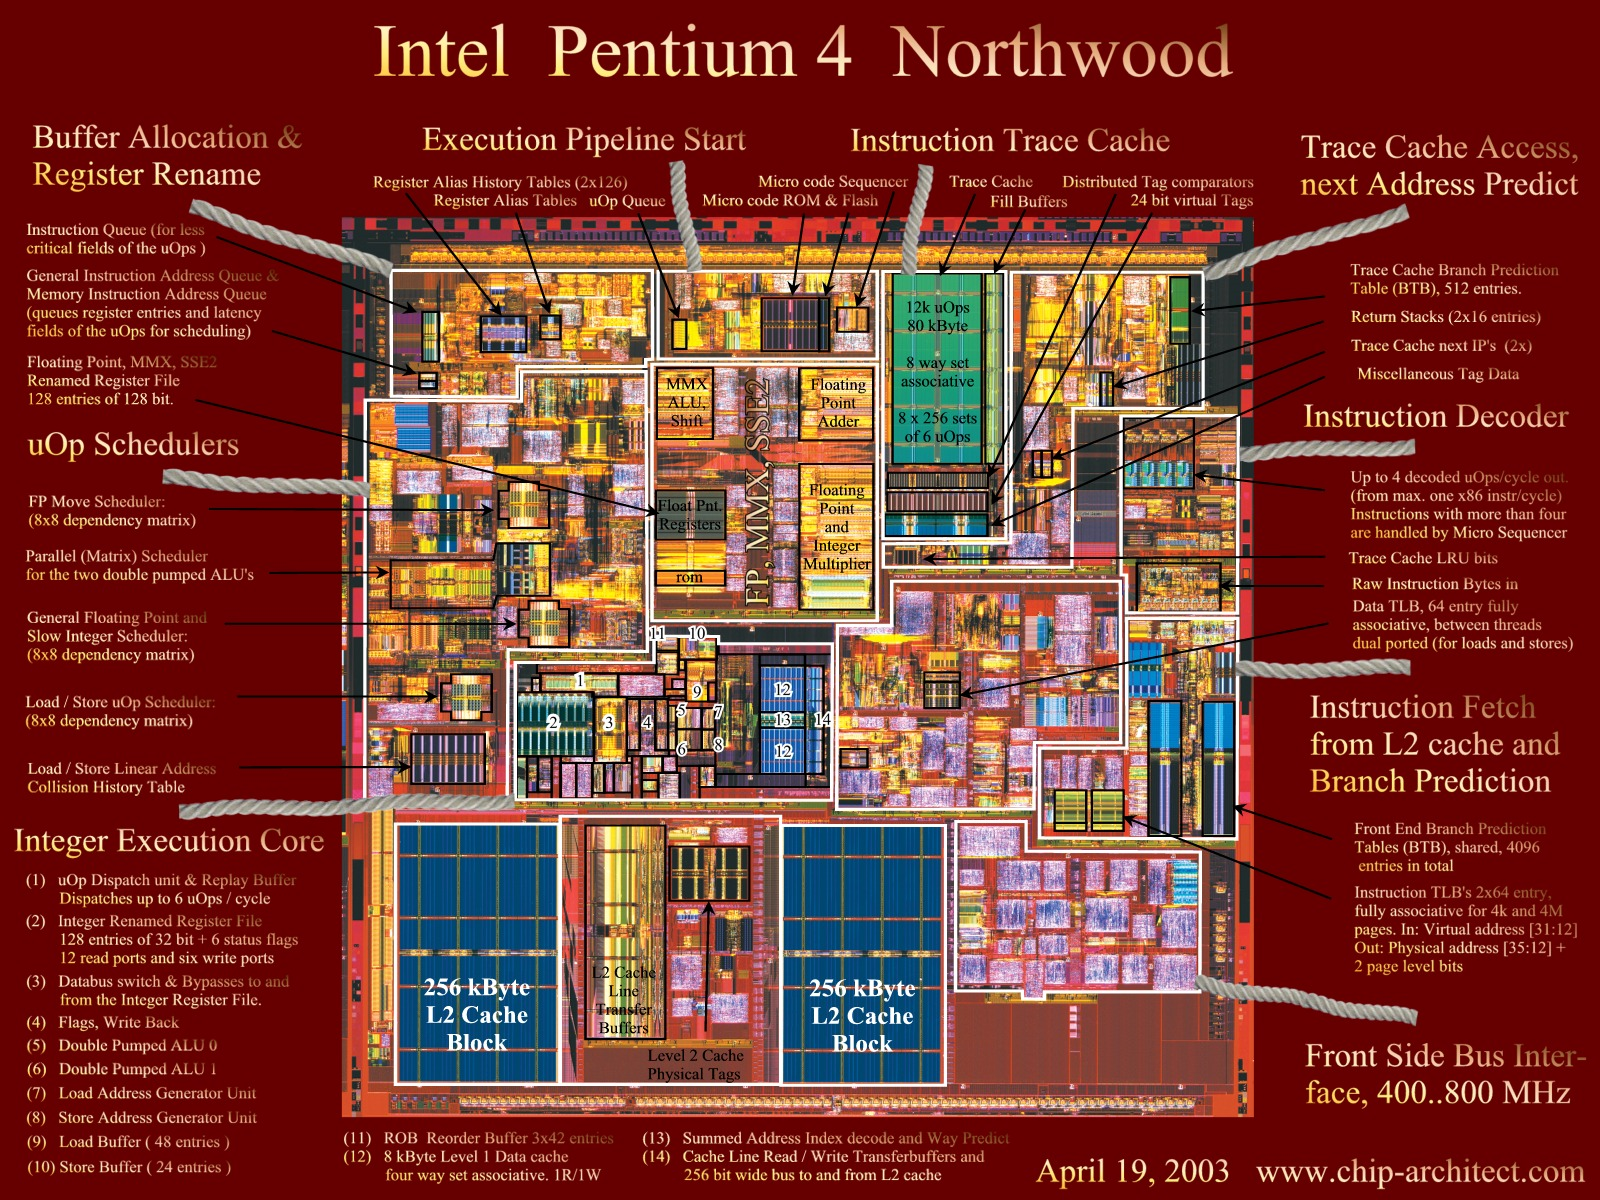 Intel Pentium 4 Northwood
Buffer Allocation &
Register Rename
Execution Pipeline Start
Instruction Trace Cache
Trace Cache Access,
next Address Predict
Register Alias History Tables (2x126)
Register Alias Tables
uOp Queue
Micro code Sequencer
Micro code ROM & Flash
Trace Cache
Fill Buffers
Distributed Tag comparators
24 bit virtual Tags
Instruction Queue (for less
critical fields of the uOps )
General Instruction Address Queue &
Memory Instruction Address Queue
(queues register entries and latency
fields of the uOps for scheduling)
Floating Point, MMX, SSE2
Renamed Register File
128 entries of 128 bit.
uOp Schedulers
FP Move Scheduler:
(8x8 dependency matrix)
Parallel (Matrix) Scheduler
for the two double pumped ALU's
General Floating Point and
Slow Integer Scheduler:
(8x8 dependency matrix)
Load / Store uOp Scheduler:
(8x8 dependency matrix)
Load / Store Linear Address
Collision History Table
Integer Execution Core
(1) uOp Dispatch unit & Replay Buffer
Dispatches up to 6 uOps / cycle
(2) Integer Renamed Register File
128 entries of 32 bit + 6 status flags
12 read ports and six write ports
(3) Databus switch & Bypasses to and
from the Integer Register File.
(4) Flags, Write Back
(5) Double Pumped ALU 0
(6) Double Pumped ALU 1
(7) Load Address Generator Unit
(8) Store Address Generator Unit
(9) Load Buffer ( 48 entries )
(10) Store Buffer ( 24 entries )
(11) ROB Reorder Buffer 3x42 entries
(12) 8 kByte Level 1 Data cache
four way set associative. 1R/1W
(13) Summed Address Index decode and Way Predict
(14) Cache Line Read / Write Transferbuffers and
256 bit wide bus to and from L2 cache
MMX
ALU,
Shift
FP, MMX, SSE2
Floating
Point
Adder
Float Pnt.
Registers
rom
Floating
Point
and
Integer
Multiplier
12k uOps
80 kByte
8 way set
associative
8 x 256 sets
of 6 uOps
11
10
1
2
3
4
9
5
7
6
8
12
13
14
12
256 kByte
L2 Cache
Block
L2 Cache
Line
Transfer
Buffers
Level 2 Cache
Physical Tags
256 kByte
L2 Cache
Block
Trace Cache Branch Prediction
Table (BTB), 512 entries.
Return Stacks (2x16 entries)
Trace Cache next IP's (2x)
Miscellaneous Tag Data
Instruction Decoder
Up to 4 decoded uOps/cycle out.
(from max. one x86 instr/cycle)
Instructions with more than four
are handled by Micro Sequencer
Trace Cache LRU bits
Raw Instruction Bytes in
Data TLB, 64 entry fully
associative, between threads
dual ported (for loads and stores)
Instruction Fetch
from L2 cache and
Branch Prediction
Front End Branch Prediction
Tables (BTB), shared, 4096
entries in total
Instruction TLB's 2x64 entry,
fully associative for 4k and 4M
pages. In: Virtual address [31:12]
Out: Physical address [35:12] +
2 page level bits
Front Side Bus Inter-
face, 400..800 MHz
April 19, 2003 www.chip-architect.com